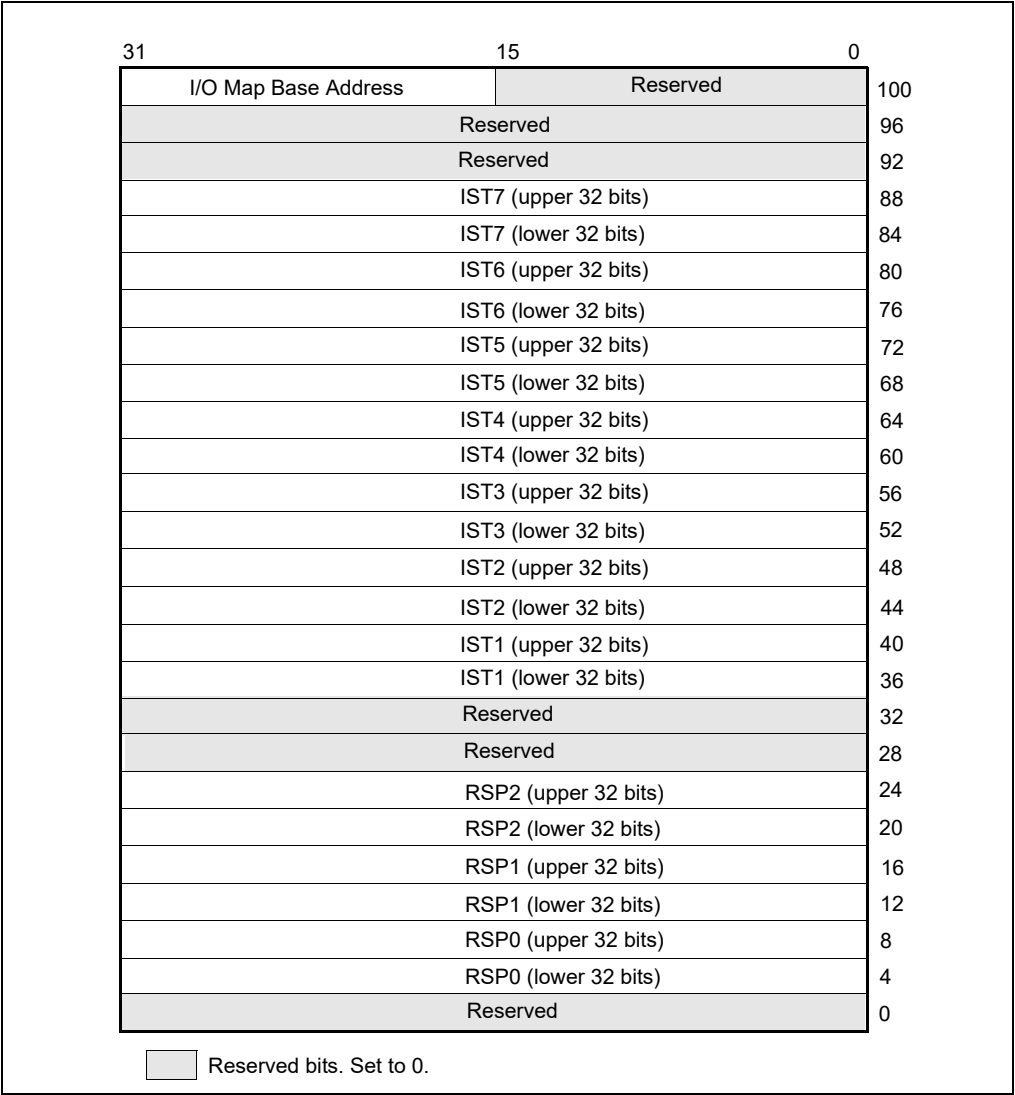 31 15 0
I/O Map Base Address Reserved 100
Reserved 96
Reserved 92
IST7 (upper 32 bits) 88
IST7 (lower 32 bits) 84
IST6 (upper 32 bits) 80
IST6 (lower 32 bits) 76
IST5 (upper 32 bits) 72
IST5 (lower 32 bits) 68
IST4 (upper 32 bits) 64
IST4 (lower 32 bits) 60
IST3 (upper 32 bits) 56
IST3 (lower 32 bits) 52
IST2 (upper 32 bits) 48
IST2 (lower 32 bits) 44
IST1 (upper 32 bits) 40
IST1 (lower 32 bits) 36
Reserved 32
Reserved 28
RSP2 (upper 32 bits) 24
RSP2 (lower 32 bits) 20
RSP1 (upper 32 bits) 16
RSP1 (lower 32 bits) 12
RSP0 (upper 32 bits) 8
RSP0 (lower 32 bits) 4
Reserved 0
Reserved bits. Set to 0.